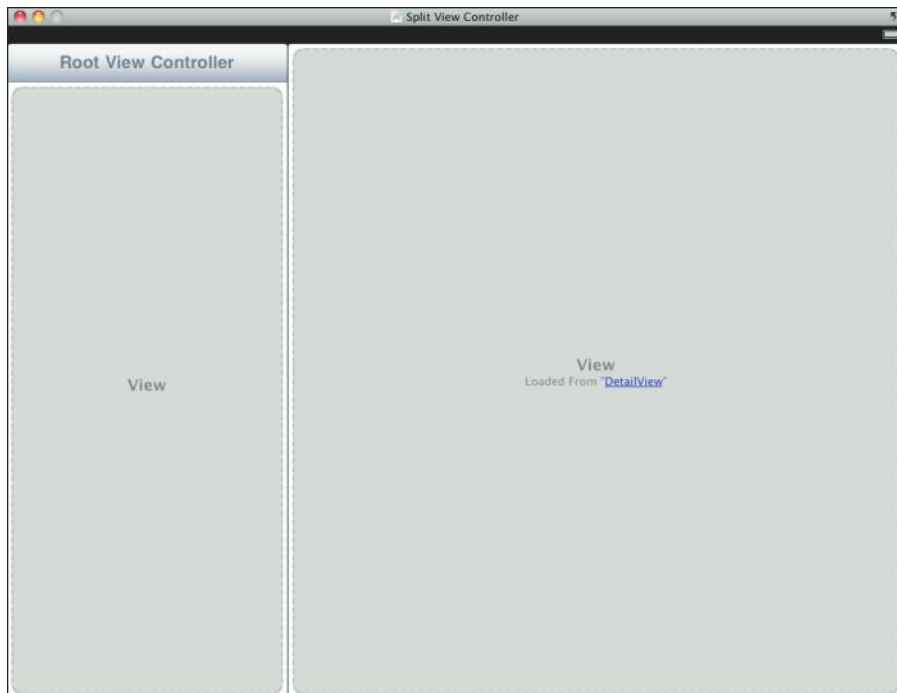 Split View Controller
Root View Controller
View
View
Loaded From "DetailView"